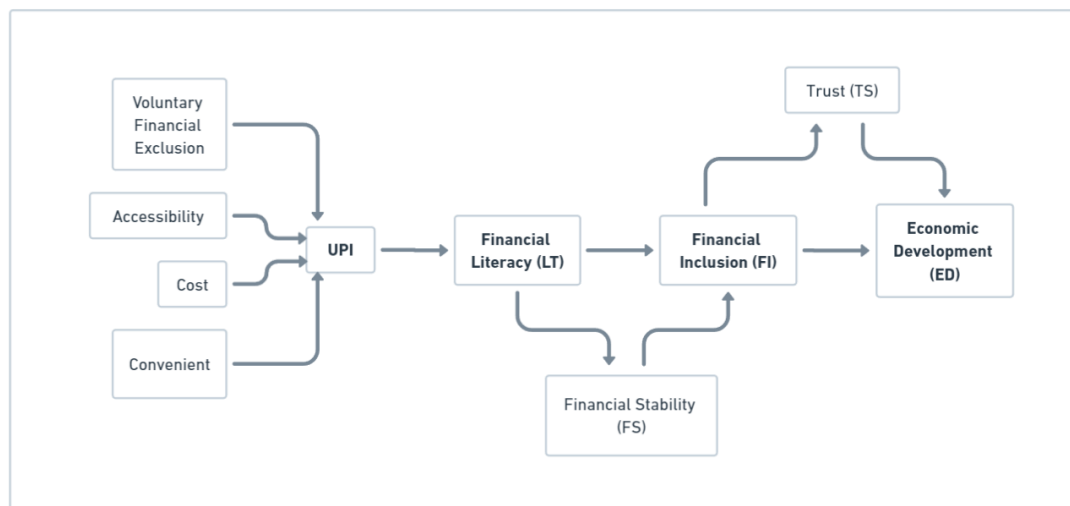 Voluntary
Financial
Exclusion
Accessibility
Cost
Convenient
UPI
Financial
Literacy (LT)
Financial Stability
(FS)
Financial
Inclusion (FI)
Trust (TS)
Economic
Development
(ED)